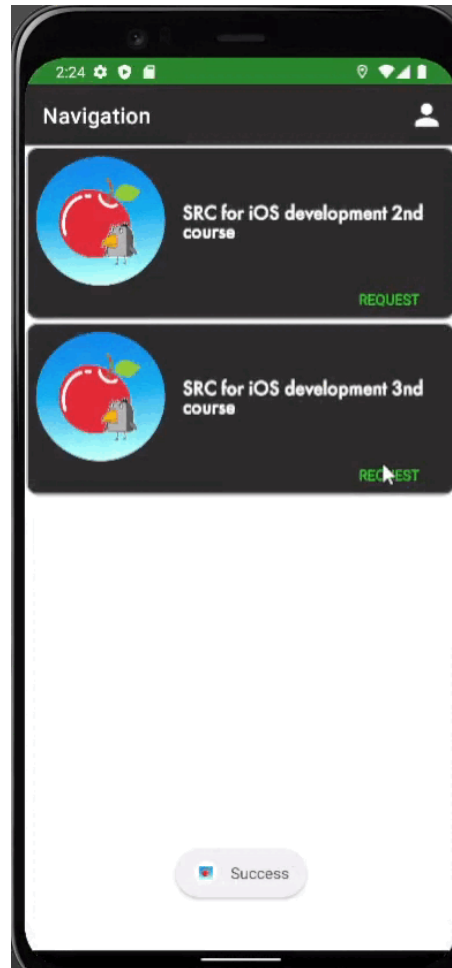 2:24
Navigation
SRC for iOS development 2nd
course
REQUEST
SRC for iOS development 3nd
course
REQUEST
Success